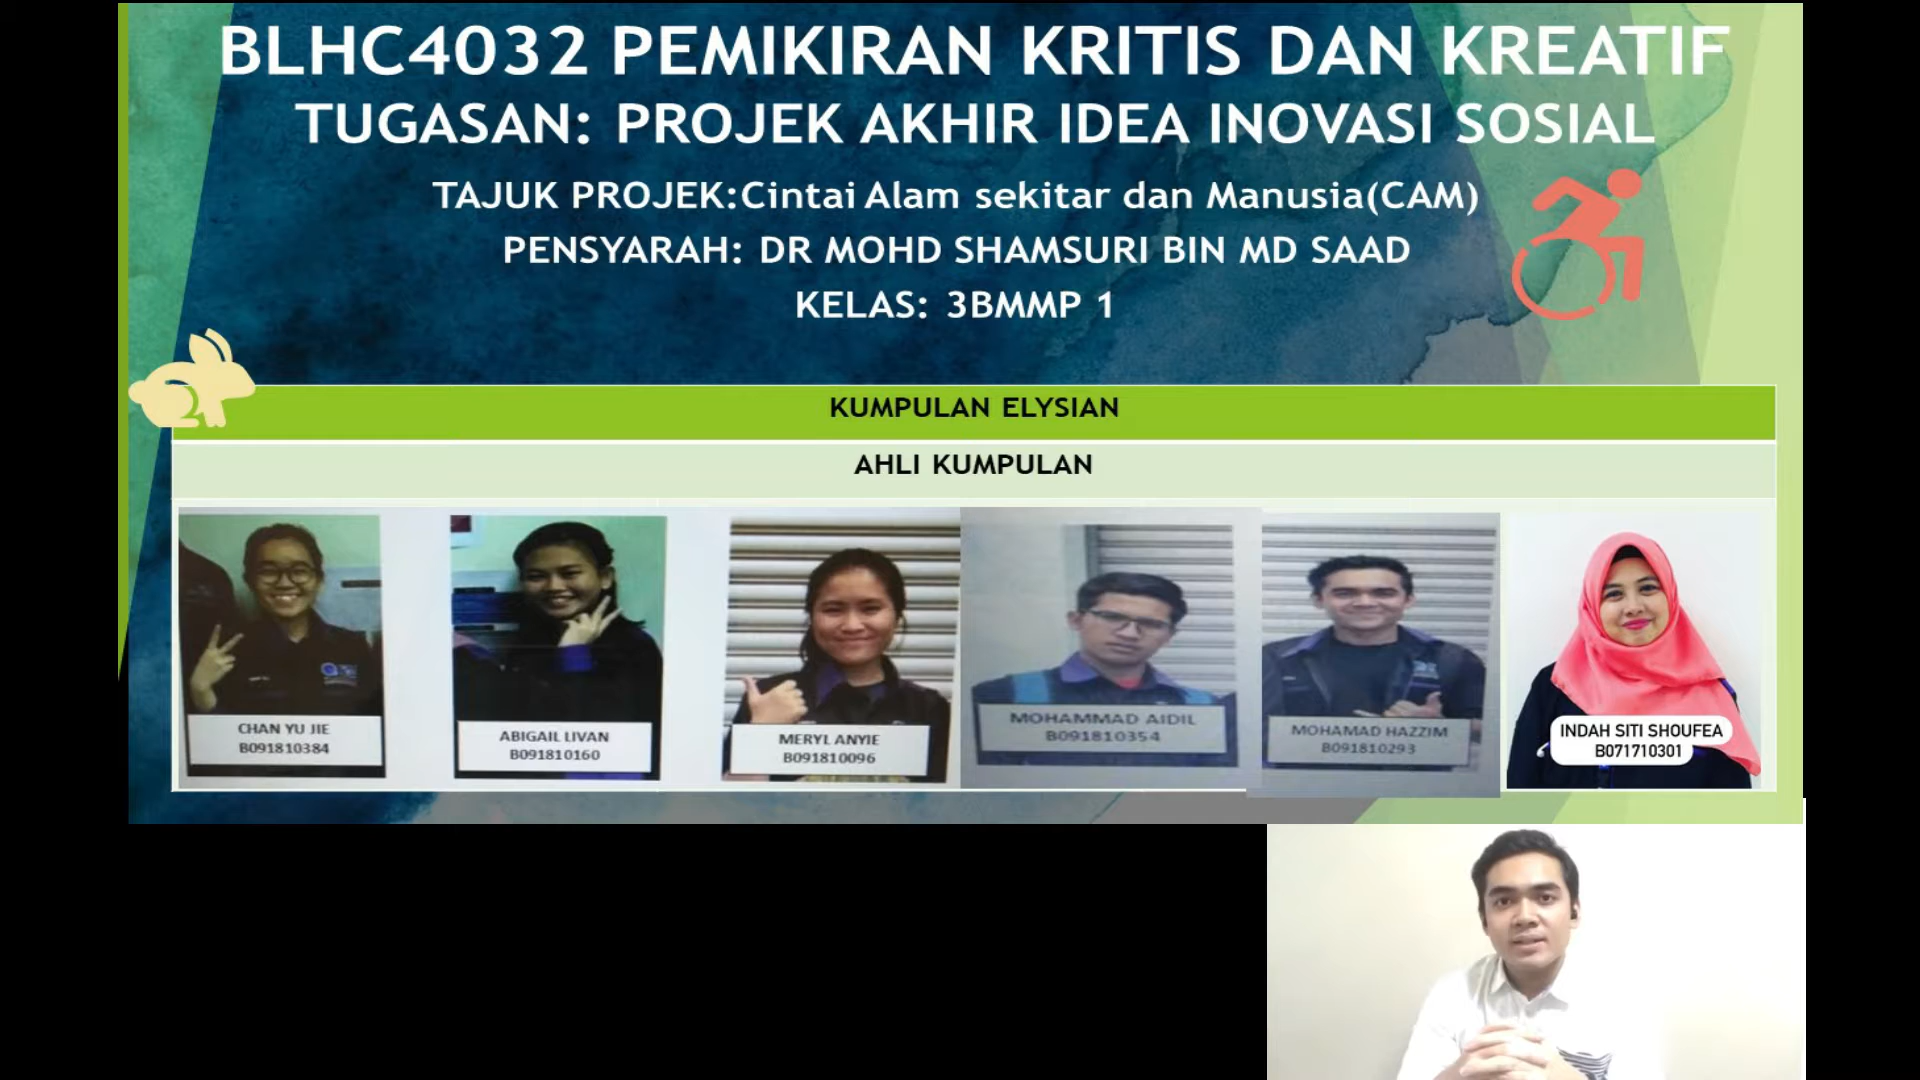 BLHC4032 PEMIKIRAN KRITIS DAN KREATIF
TUGASAN: PROJEK AKHIR IDEA INOVASI SOSIAL
TAJUK PROJEK:Cintai Alam sekitar dan Manusia(CAM)
PENSYARAH: DR MOHD SHAMSURI BIN MD SAAD
KELAS: 3BMMP 1
KUMPULAN ELYSIAN
AHLI KUMPULAN
CHAN YU JIE
B091810384
ABIGAIL LIVAN
B091810160
MERYL ANYIE
B091810096
MOHAMMAD AIDIL
B091810354
MOHAMAD HAZZIM
B091810293
INDAH SITI SHOUFEA
B071710301